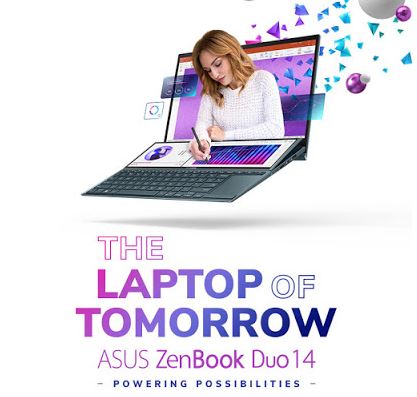 THE
LAPTOP OF
TOMORROW
ASUS ZenBook Duo 14
– POWERING POSSIBILITIES –